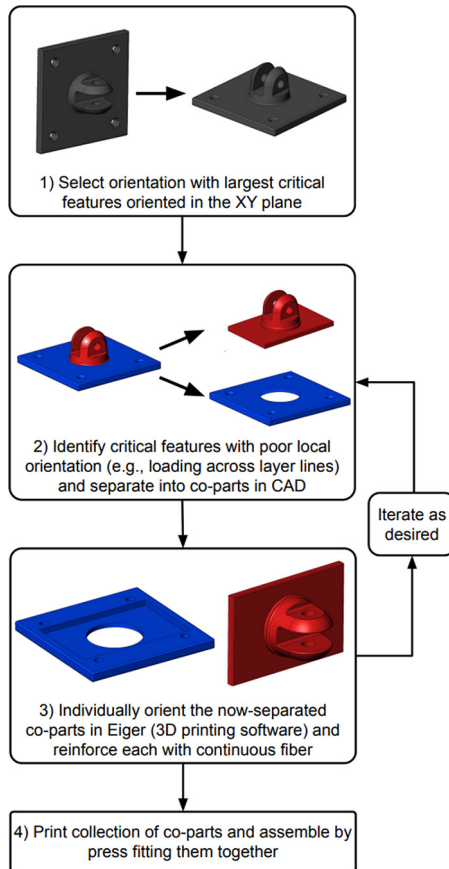 1) Select orientation with largest critical
features oriented in the XY plane
2) Identify critical features with poor local
orientation (e.g., loading across layer lines)
and separate into co-parts in CAD
Iterate as
desired
3) Individually orient the now-separated
co-parts in Eiger (3D printing software) and
reinforce each with continuous fiber
4) Print collection of co-parts and assemble by
press fitting them together